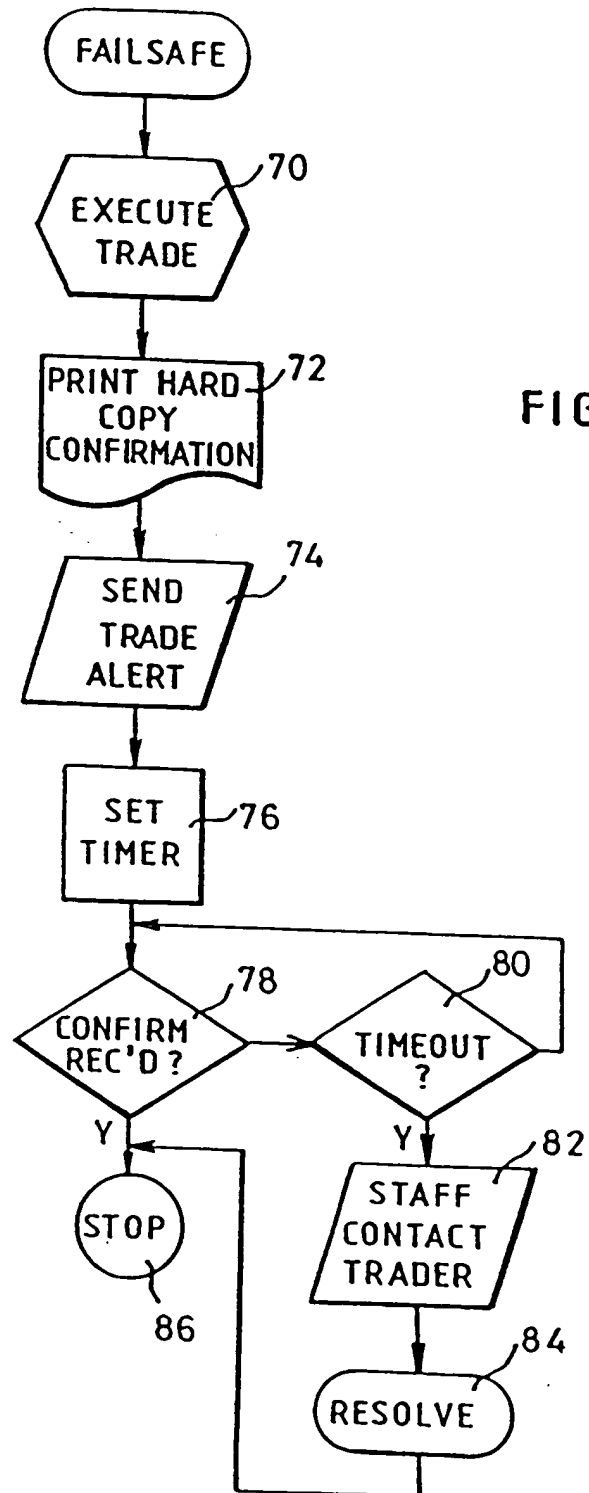 FAILSAFE
70
EXECUTE
TRADE
72
PRINT HARD
COPY
CONFIRMATION
FIG
74
SEND
TRADE
ALERT
76
SET
TIMER
78
CONFIRM
REC'D ?
80
TIMEOUT
?
Y
Y
82
STAFF
CONTACT
TRADER
STOP
86
84
RESOLVE